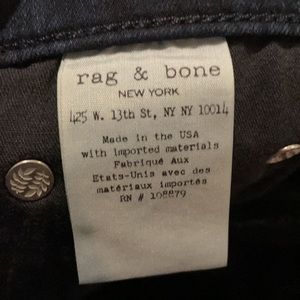 rag & bone
NEW YORK
425 W. 13th St, NY NY 10014
Made in the USA
with imported materials
Fabriqué Aux
Etats-Unis avec des
matériaux importés
RN # 108879